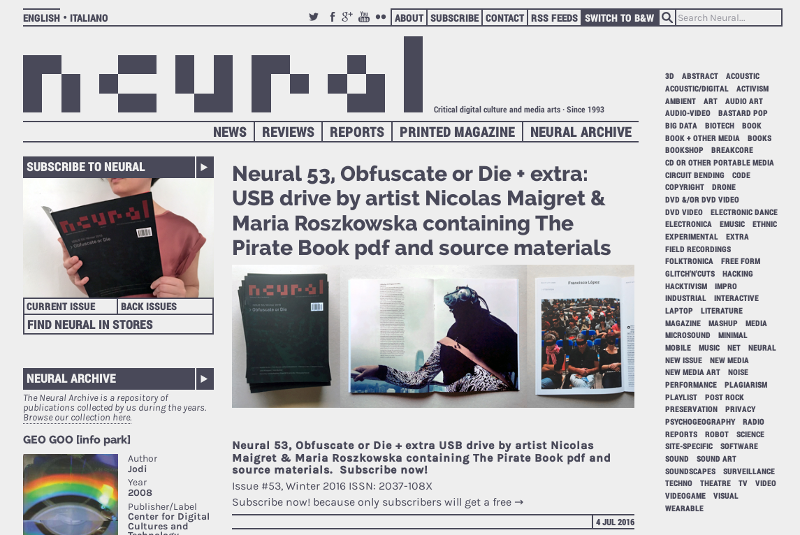 ENGLISH • ITALIANO
ABOUT SUBSCRIBE CONTACT RSS FEEDS SWITCH TO B&W Search Neural...
neural
Critical digital culture and media arts · Since 1993
NEWS REVIEWS REPORTS PRINTED MAGAZINE NEURAL ARCHIVE
SUBSCRIBE TO NEURAL
neural
Obfuscate or Die
CURRENT ISSUE BACK ISSUES
FIND NEURAL IN STORES
NEURAL ARCHIVE
The Neural Archive is a repository of
publications collected by us during the years.
Browse our collection here.
GEO GOO [info park]
Author
Jodi
Year
2008
Publisher/Label
Center for Digital
Cultures and
Technology
Neural 53, Obfuscate or Die + extra:
USB drive by artist Nicolas Maigret &
Maria Roszkowska containing The
Pirate Book pdf and source materials
neural
Obfuscate or Die
Francisco López
Neural 53, Obfuscate or Die + extra USB drive by artist Nicolas
Maigret & Maria Roszkowska containing The Pirate Book pdf and
source materials. Subscribe now!
Issue #53, Winter 2016 ISSN: 2037-108X
Subscribe now! because only subscribers will get a free →
4 JUL 2016
3D ABSTRACT ACOUSTIC
ACOUSTIC/DIGITAL ACTIVISM
AMBIENT ART AUDIO ART
AUDIO-VIDEO BASTARD POP
BIG DATA BIOTECH BOOK
BOOK + OTHER MEDIA BOOKS
BOOKSHOP BREAKCORE
CD OR OTHER PORTABLE MEDIA
CIRCUIT BENDING CODE
COPYRIGHT DRONE
DVD &/OR DVD VIDEO
DVD VIDEO ELECTRONIC DANCE
ELECTRONICA EMUSIC ETHNIC
EXPERIMENTAL EXTRA
FIELD RECORDINGS
FOLKTRONICA FREE FORM
GLITCH'N'CUTS HACKING
HACKTIVISM IMPRO
INDUSTRIAL INTERACTIVE
LAPTOP LITERATURE
MAGAZINE MASHUP MEDIA
MICROSOUND MINIMAL
MOBILE MUSIC NET NEURAL
NEW ISSUE NEW MEDIA
NEW MEDIA ART NOISE
PERFORMANCE PLAGIARISM
PLAYLIST POST ROCK
PRESERVATION PRIVACY
PSYCHOGEOGRAPHY RADIO
REPORTS ROBOT SCIENCE
SITE-SPECIFIC SOFTWARE
SOUND SOUND ART
SOUNDSCAPES SURVEILLANCE
TECHNO THEATRE TV VIDEO
VIDEOGAME VISUAL
WEARABLE